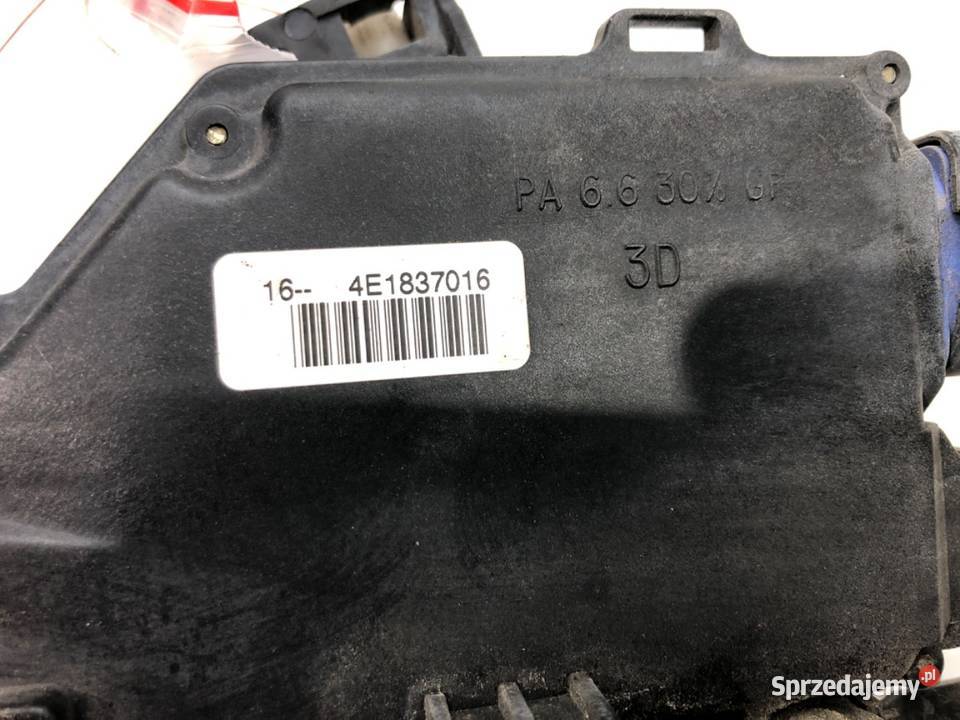 PA 6.6 30% GF
3D
16-- 4E1837016
Sprzedajemy.pl